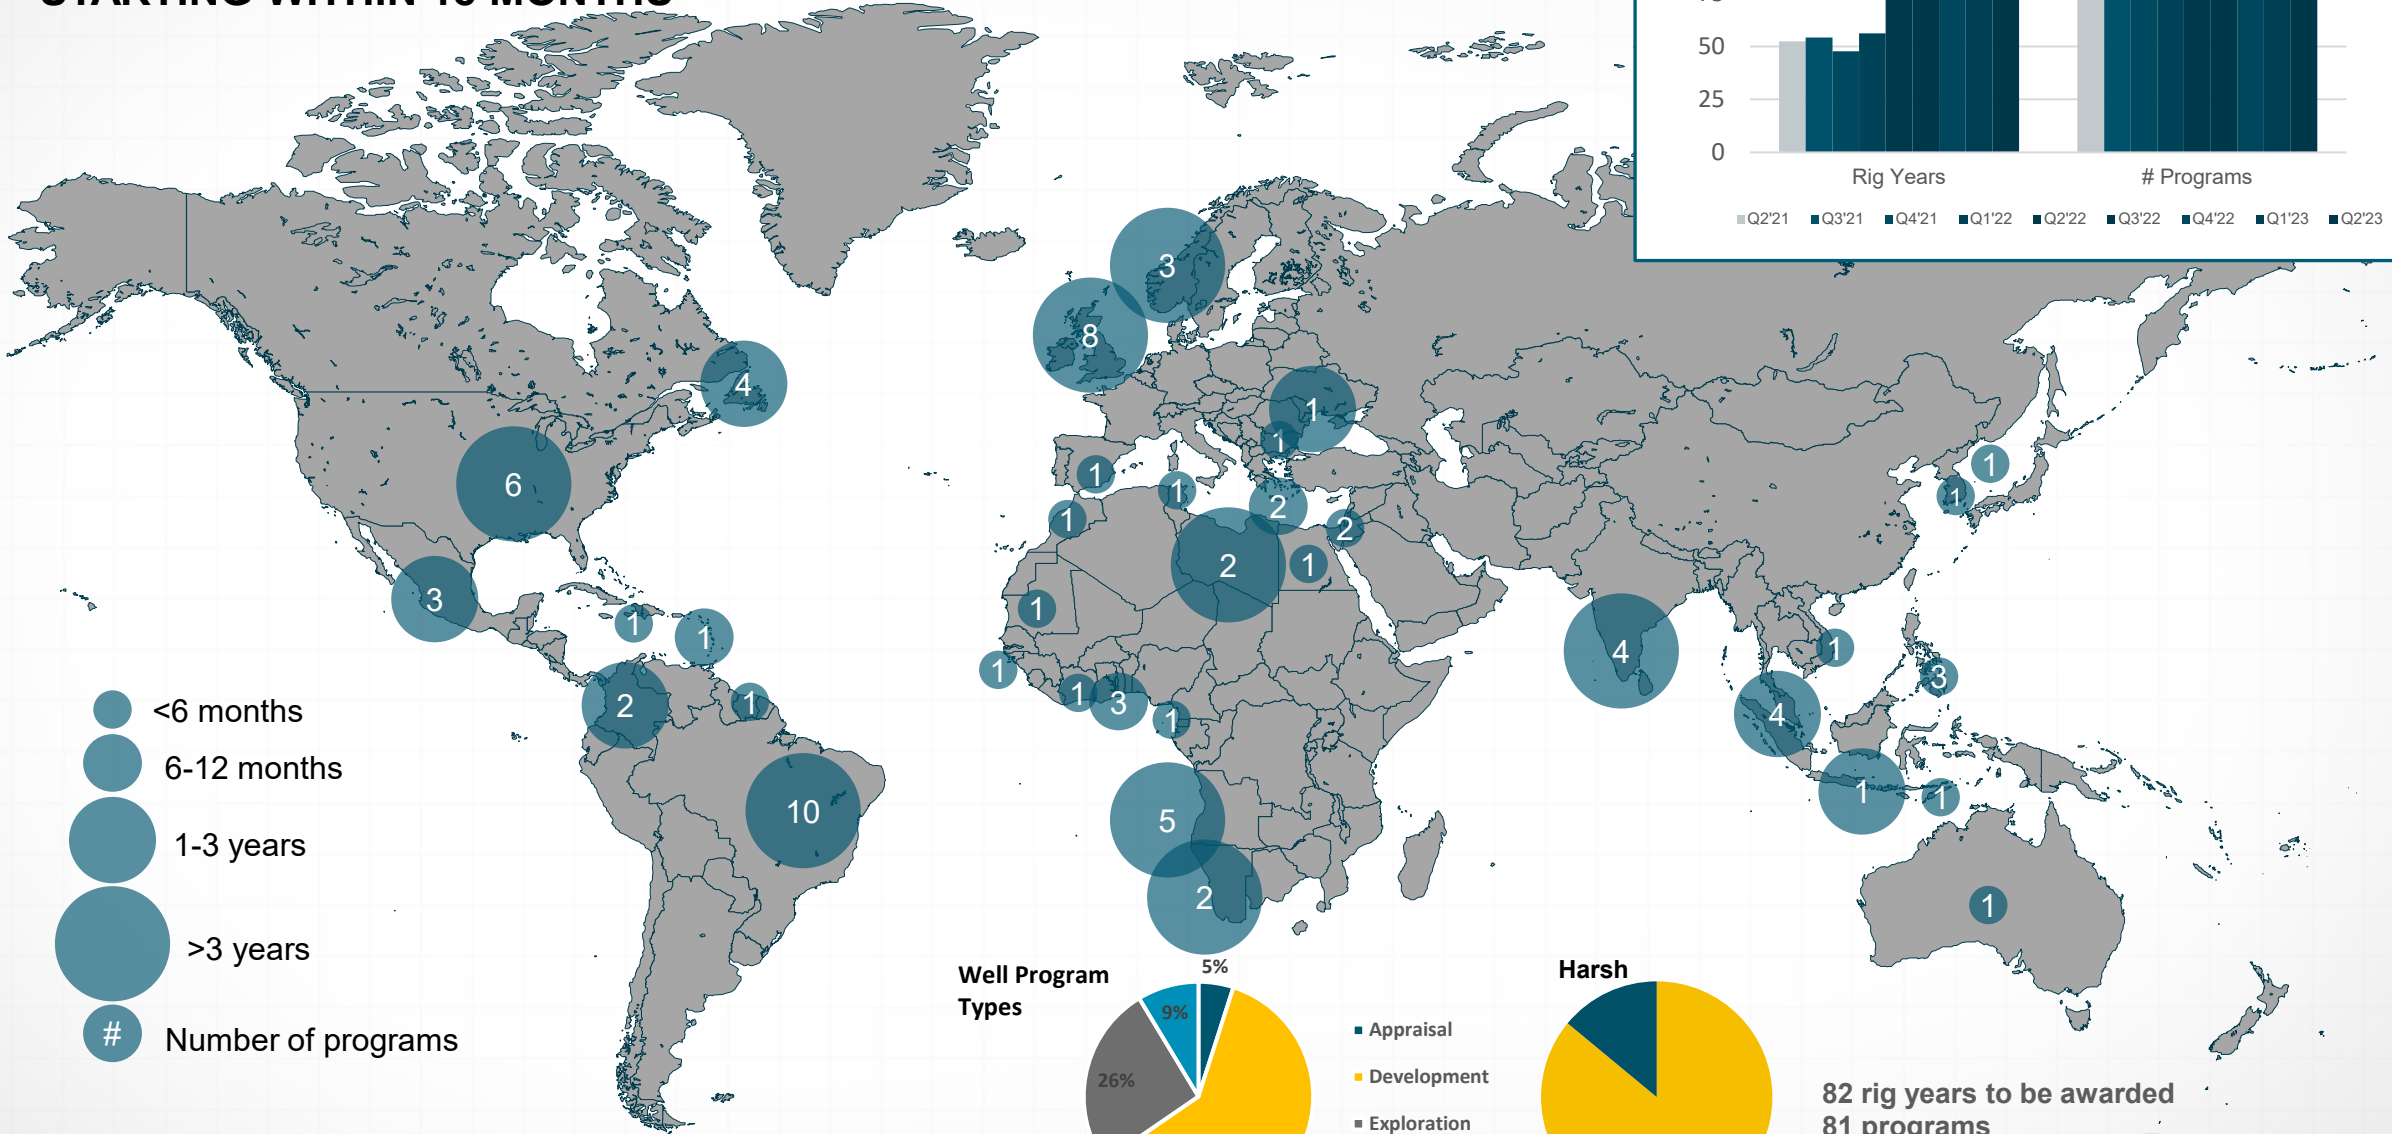 50
25
0
Rig Years
# Programs
Q2'21 Q3'21 Q4'21 Q1'22 Q2'22 Q3'22 Q4'22 Q1'23 Q2'23
3
8
4
1
1
6
1
1
1
1
1
2
2
1
2
1
3
1
1
1
1
4
1
3
1
2
1
1
3
1
4
10
5
1
1
2
1
<6 months
6-12 months
1-3 years
>3 years
# Number of programs
Well Program
Types
5%
9%
26%
Appraisal
Development
Exploration
Harsh
82 rig years to be awarded
81 programs